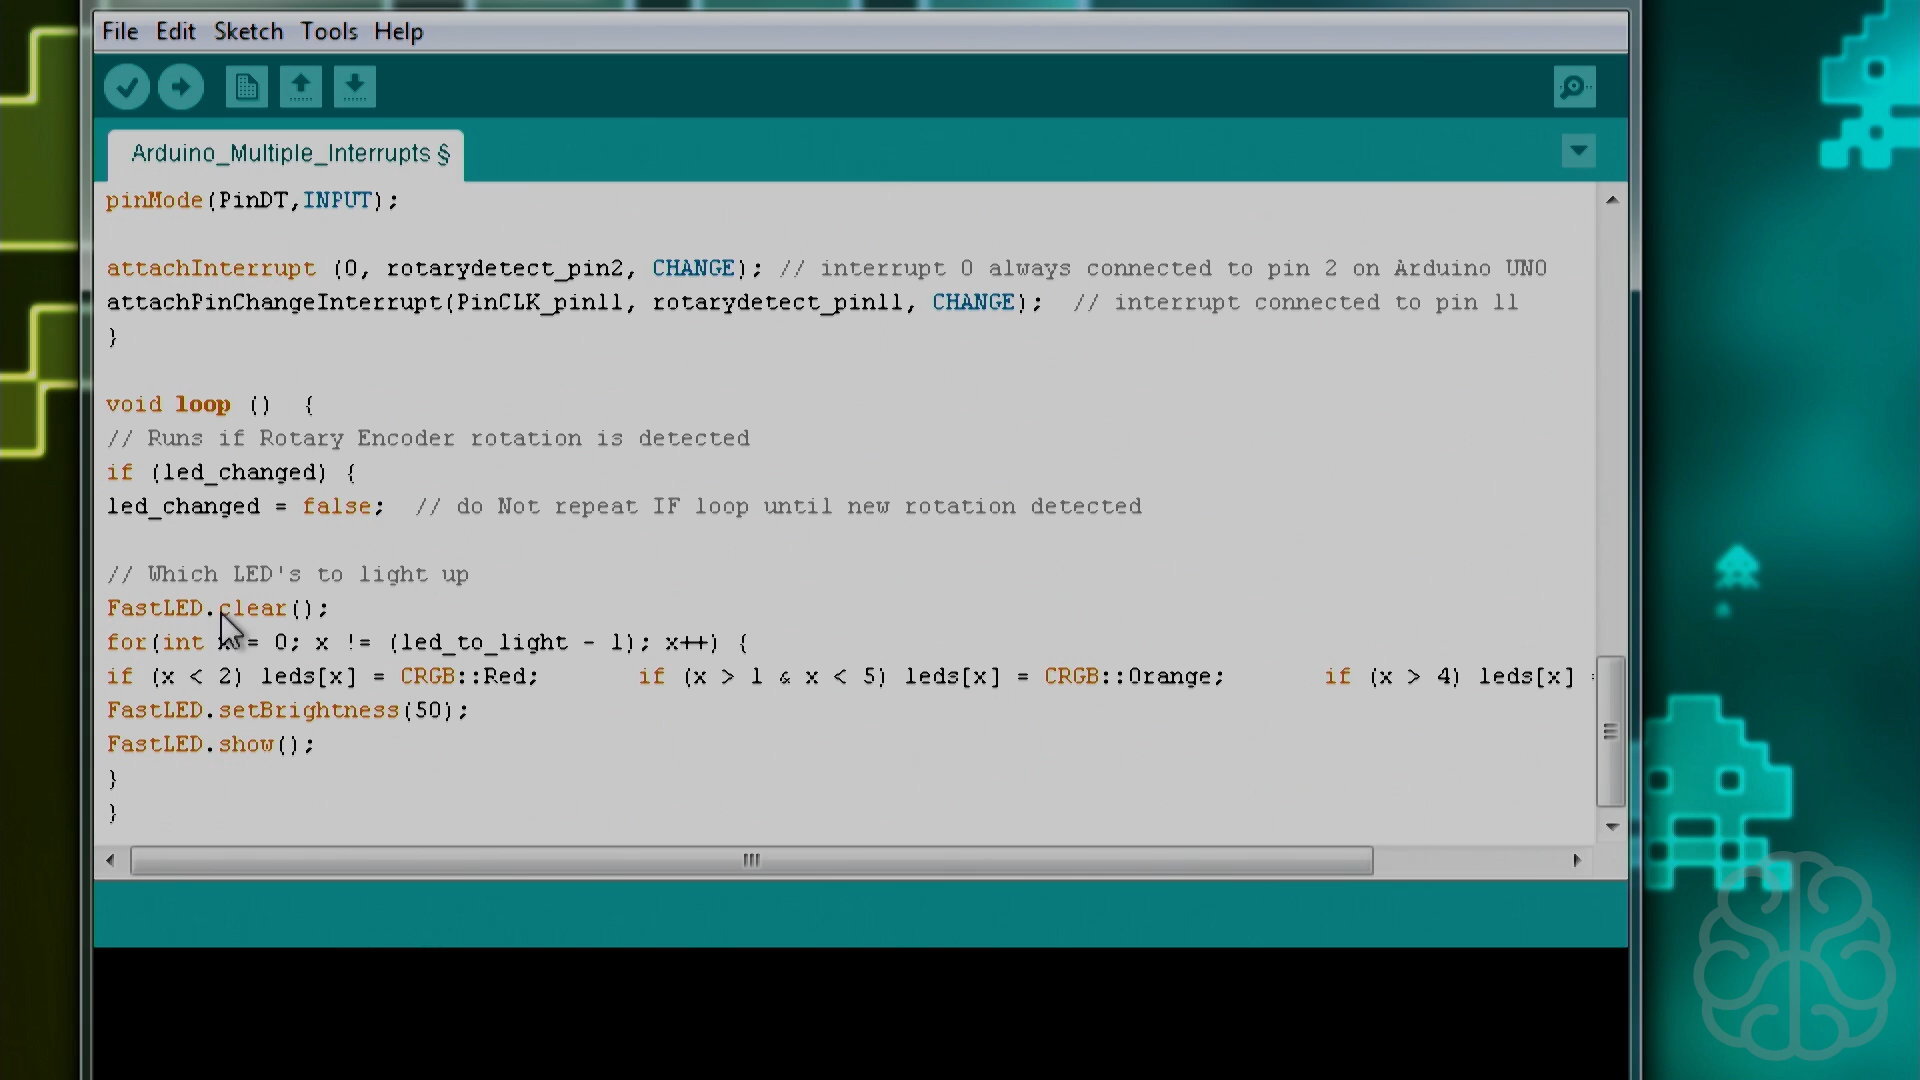 File Edit Sketch Tools Help
Arduino_Multiple_Interrupts §
pinMode(PinDT,INPUT);
attachInterrupt (0, rotarydetect_pin2, CHANGE); // interrupt 0 always connected to pin 2 on Arduino UNO
attachPinChangeInterrupt(PinCLK_pin11, rotarydetect_pin11, CHANGE);  // interrupt connected to pin 11
}
void loop ()  {
// Runs if Rotary Encoder rotation is detected
if (led_changed) {
led_changed = false;  // do Not repeat IF loop until new rotation detected
// Which LED's to light up
FastLED.clear();
for(int x = 0; x != (led_to_light - 1); x++) {
if (x < 2) leds[x] = CRGB::Red;       if (x > 1 & x < 5) leds[x] = CRGB::Orange;       if (x > 4) leds[x]
FastLED.setBrightness(50);
FastLED.show();
}
}